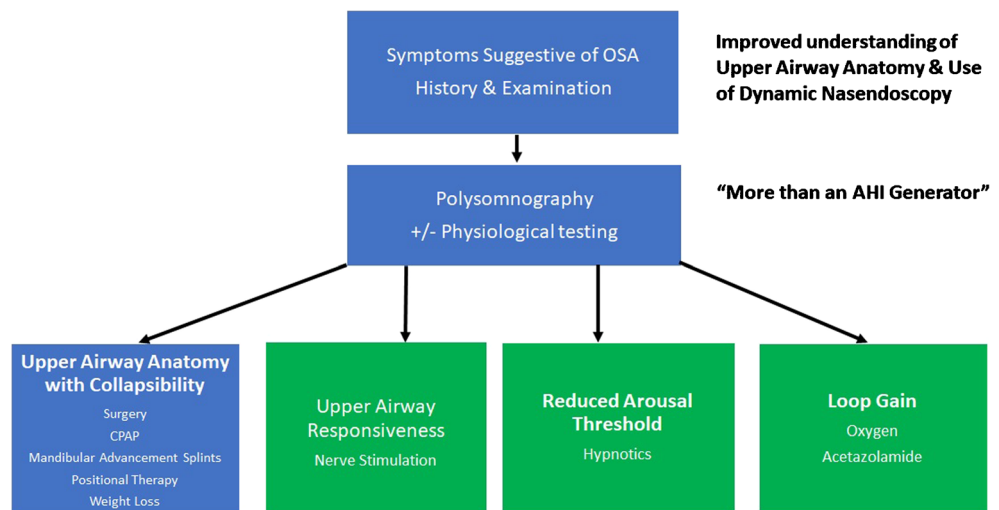 Symptoms Suggestive of OSA
History & Examination
Improved understanding of
Upper Airway Anatomy & Use
of Dynamic Nasendoscopy
Polysomnography
+/- Physiological testing
“More than an AHI Generator”
Upper Airway Anatomy
with Collapsibility
Surgery
CPAP
Mandibular Advancement Splints
Positional Therapy
Weight Loss
Upper Airway
Responsiveness
Nerve Stimulation
Reduced Arousal
Threshold
Hypnotics
Loop Gain
Oxygen
Acetazolamide